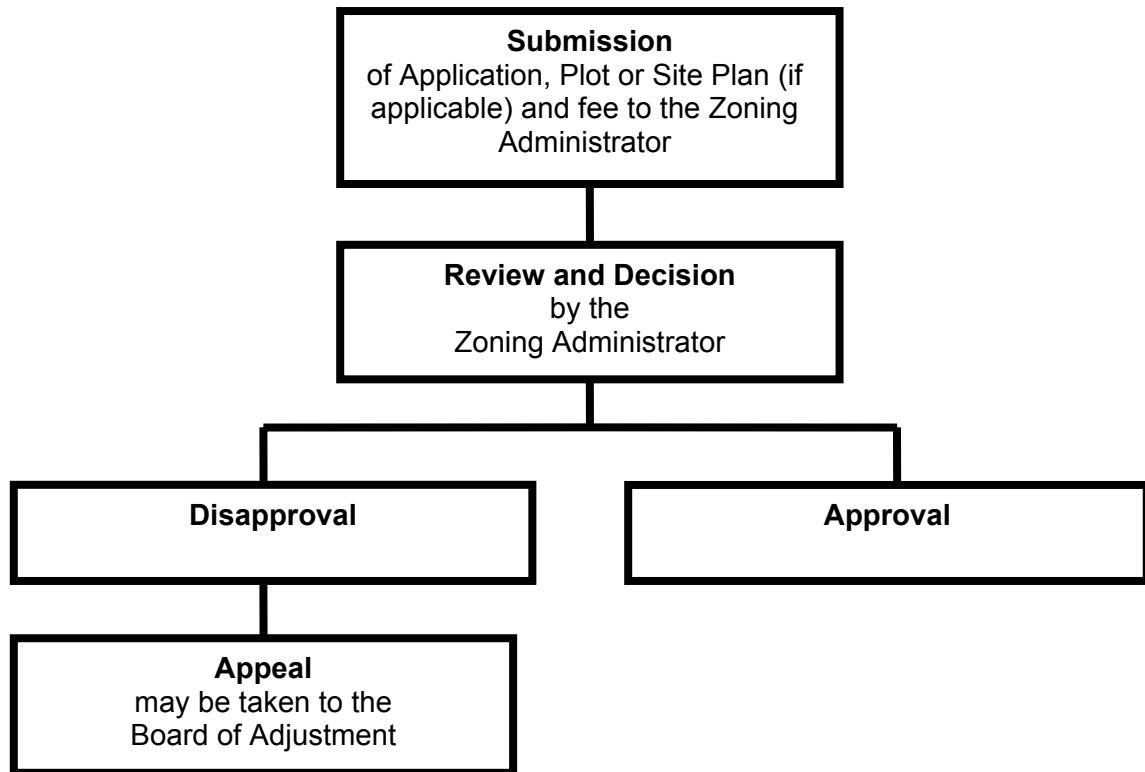 Submission
of Application, Plot or Site Plan (if
applicable) and fee to the Zoning
Administrator
Review and Decision
by the
Zoning Administrator
Disapproval
Approval
Appeal
may be taken to the
Board of Adjustment